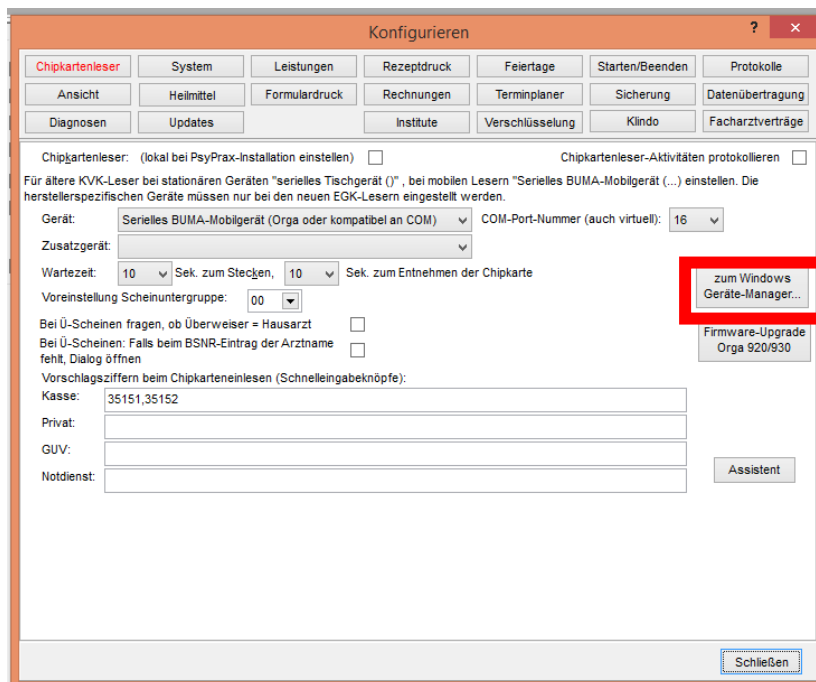 Konfigurieren
? ×
Chipkartenleser System Leistungen Rezeptdruck Feiertage Starten/Beenden Protokolle
Ansicht Heilmittel Formulardruck Rechnungen Terminplaner Sicherung Datenübertragung
Diagnosen Updates Institute Verschlüsselung Klindo Facharztverträge
Chipkartenleser: (lokal bei PsyPrax-Installation einstellen) Chipkartenleser-Aktivitäten protokollieren
Für ältere KVK-Leser bei stationären Geräten "serielles Tischgerät ()" , bei mobilen Lesern "Serielles BUMA-Mobilgerät (...) einstellen. Die
herstellerspezifischen Geräte müssen nur bei den neuen EGK-Lesern eingestellt werden.
Gerät: Serielles BUMA-Mobilgerät (Orga oder kompatibel an COM) COM-Port-Nummer (auch virtuell): 16
Zusatzgerät:
Wartezeit: 10 Sek. zum Stecken, 10 Sek. zum Entnehmen der Chipkarte
zum Windows
Geräte-Manager...
Voreinstellung Scheinuntergruppe: 00
Bei Ü-Scheinen fragen, ob Überweiser = Hausarzt
Firmware-Upgrade
Orga 920/930
Bei Ü-Scheinen: Falls beim BSNR-Eintrag der Arztname
fehlt, Dialog öffnen
Vorschlagsziffern beim Chipkarteneinlesen (Schnelleingabeknöpfe):
Kasse: 35151,35152
Privat:
GUV:
Notdienst:
Assistent
Schließen